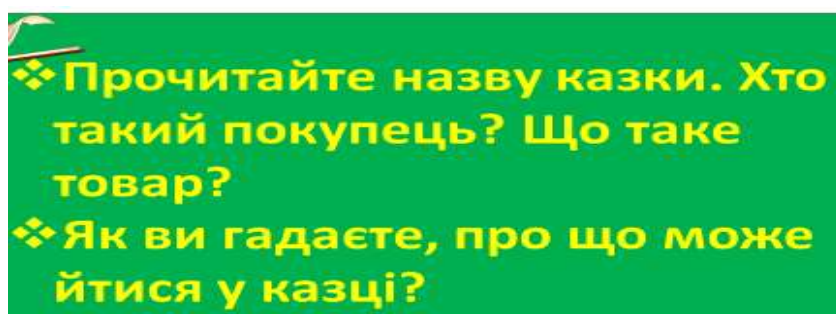 ❖Прочитайте назву казки. Хто
такий покупець? Що таке
товар?
❖Як ви гадаєте, про що може
йтися у казці?